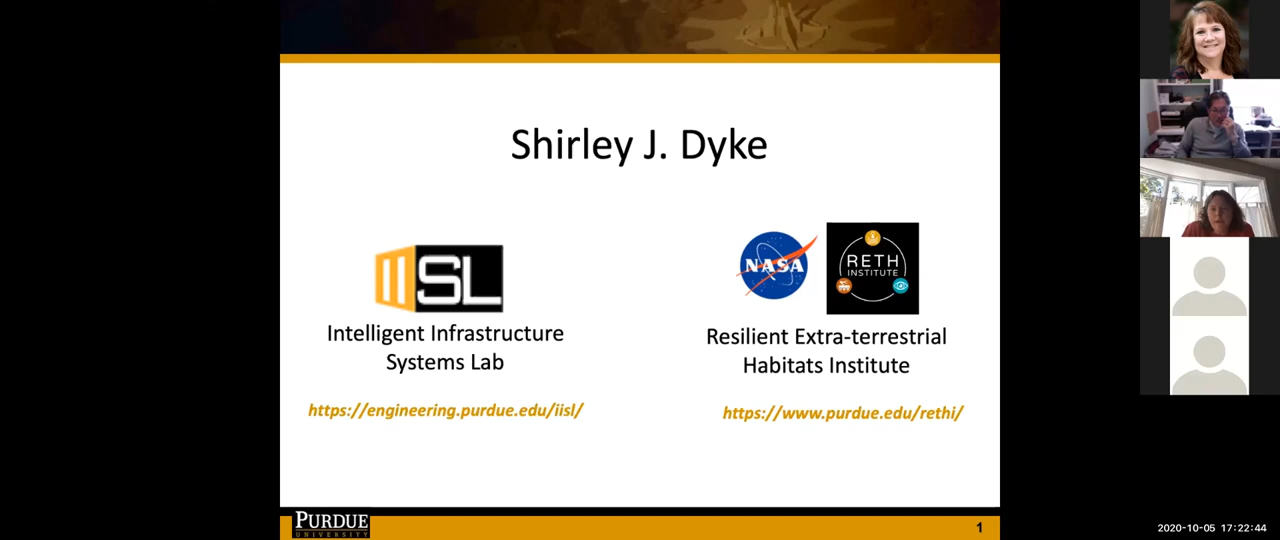 Shirley J. Dyke
IISL
Intelligent Infrastructure
Systems Lab
https://engineering.purdue.edu/iisl/
NASA
RETH
INSTITUTE
Resilient Extra-terrestrial
Habitats Institute
https://www.purdue.edu/rethi/
PURDUE
UNIVERSITY
1
2020-10-05 17:22:44